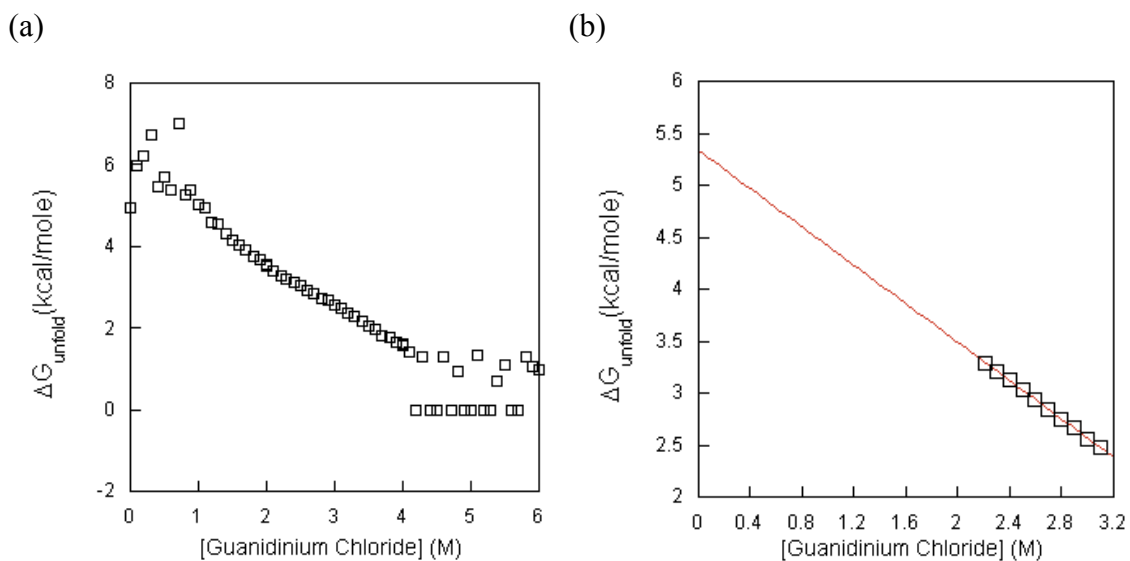 (a)
(b)
8
6
4
2
0
-2
ΔG_unfold(kcal/mole)
0 1 2 3 4 5 6
[Guanidinium Chloride] (M)
6
5.5
5
4.5
4
3.5
3
2.5
2
ΔG_unfold(kcal/mole)
0 0.4 0.8 1.2 1.6 2 2.4 2.8 3.2
[Guanidinium Chloride] (M)